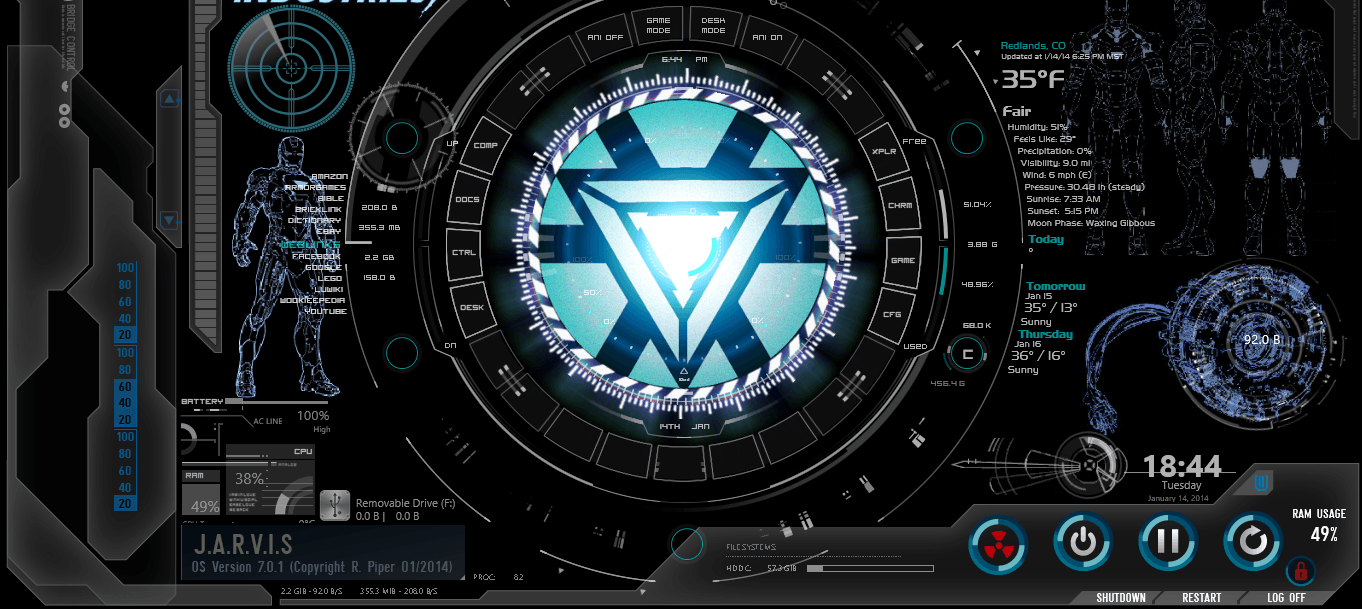 INDUSTRIES
BRIDGE CONTROL
GAME MODE
DESK MODE
ANI OFF
ANI ON
6:44 PM
UP
COMP
DOCS
CTRL
DESK
DN
XPLR
FREE
CHRM
GAME
CFG
USED
AMAZON
ARMORGAMES
BIBLE
BRICKLINK
DICTIONARY
EBAY
WEBLINKS
FACEBOOK
GOOGLE
LEGO
LUWIKI
WOOKIEEPEDIA
YOUTUBE
208.0 B
355.3 MB
2.2 GB
158.0 B
0%
100%
100%
50%
0%
0%
51.04%
3.88 G
48.96%
68.0 K
C
456.4 G
14TH JAN
Redlands, CO
Updated at 1/14/14 6:25 PM MST
35°F
Fair
Humidity: 51%
Feels Like: 29°
Precipitation: 0%
Visibility: 9.0 mi
Wind: 6 mph (E)
Pressure: 30.48 in (steady)
Sunrise: 7:33 AM
Sunset: 5:15 PM
Moon Phase: Waxing Gibbous
Today
°
Tomorrow
Jan 15
35° / 13°
Sunny
Thursday
Jan 16
36° / 16°
Sunny
92.0 B
100
80
60
40
20
100
80
60
40
20
100
80
60
40
20
BATTERY
AC LINE
100%
High
CPU
38%
RAM
49%
Removable Drive (F:)
0.0 B | 0.0 B
J.A.R.V.I.S
OS Version 7.0.1 (Copyright R. Piper 01/2014)
PROC: 82
2.2 GIB - 92.0 B/S
355.3 MIB - 208.0 B/S
FILESYSTEMS:
HDD C: 57.3 GIB
18:44
Tuesday
January 14, 2014
RAM USAGE
49%
SHUTDOWN
RESTART
LOG OFF